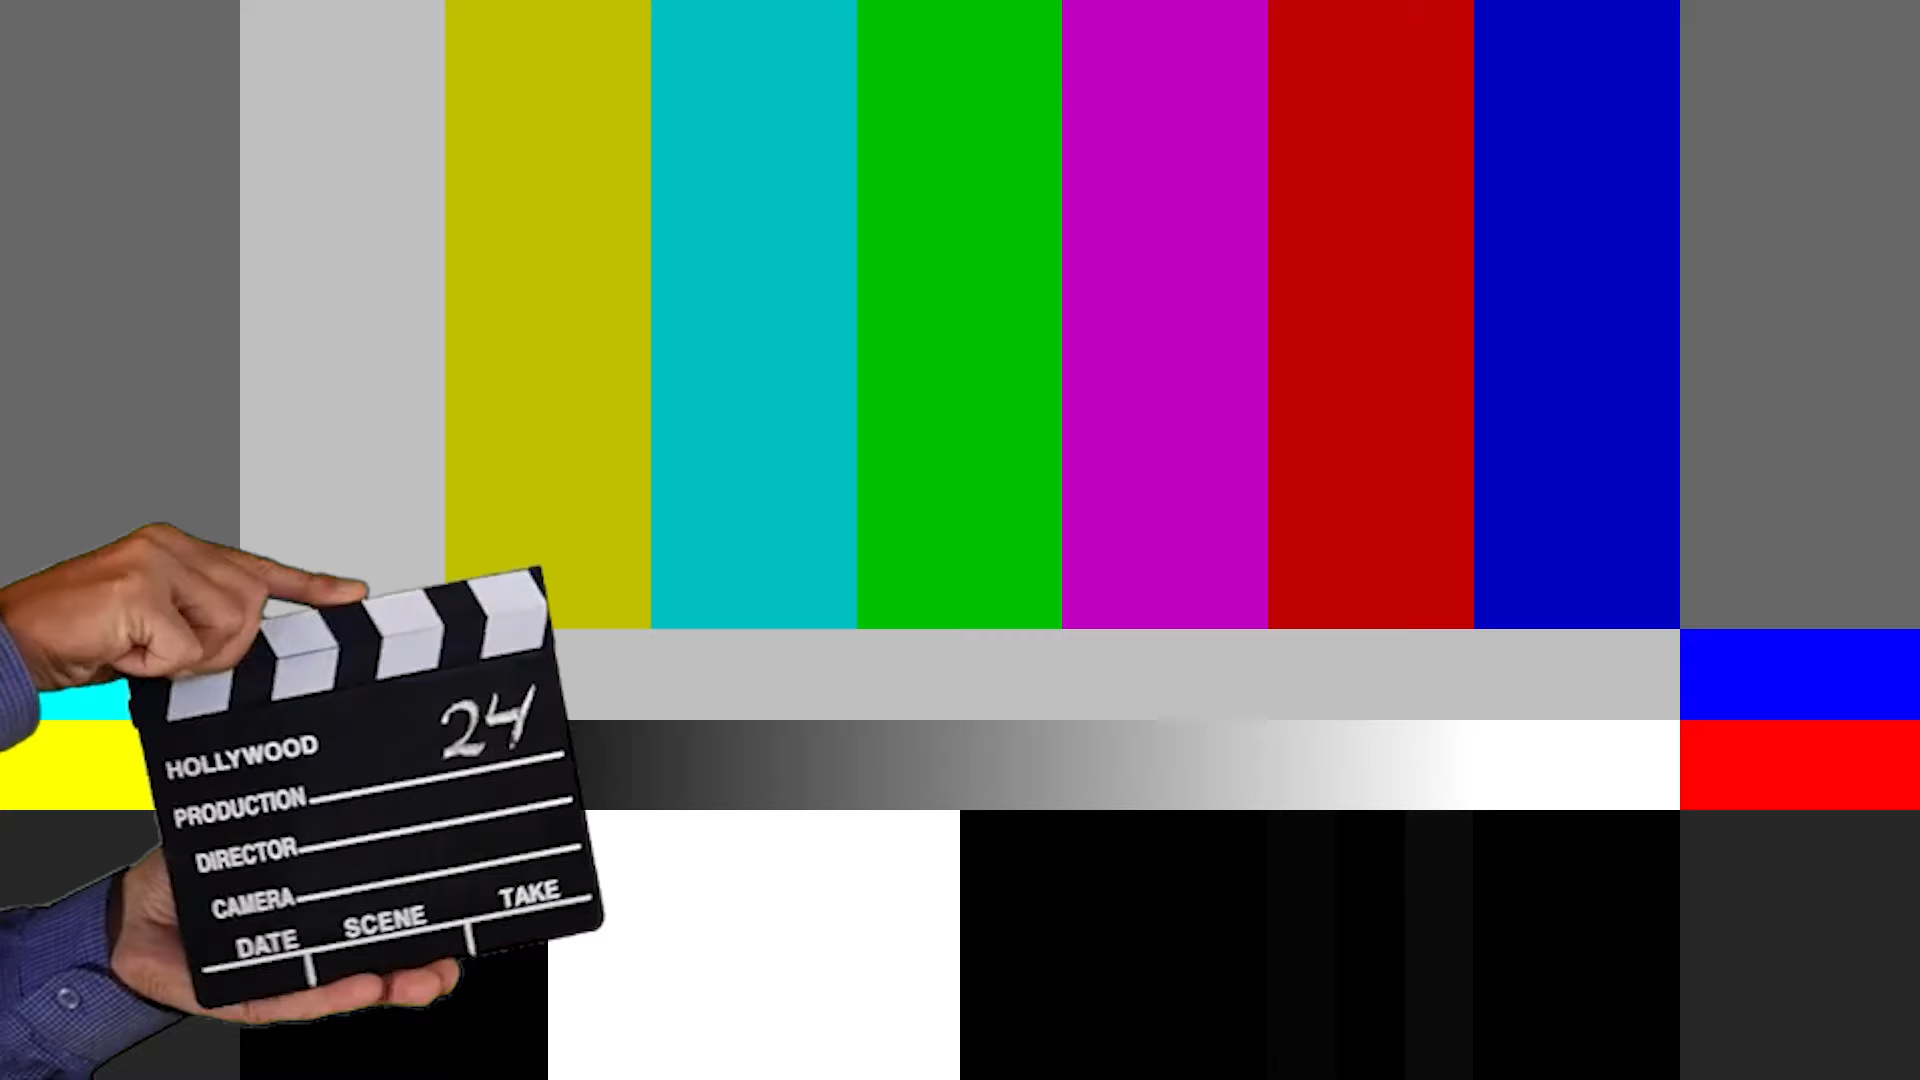 24
HOLLYWOOD
PRODUCTION
DIRECTOR
CAMERA
DATE SCENE TAKE